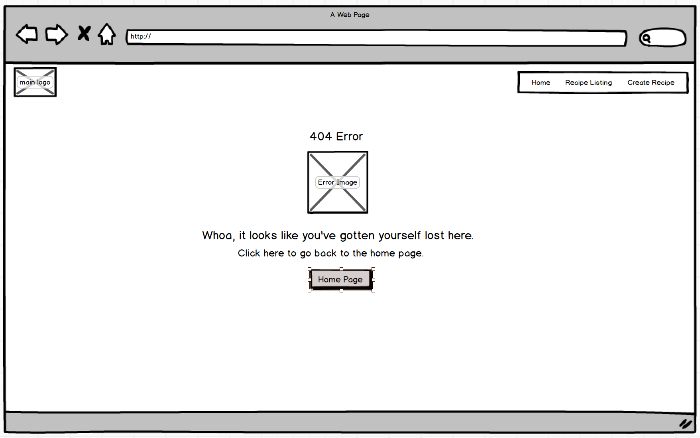 A Web Page
http://
main logo
Home Recipe Listing Create Recipe
404 Error
Error Image
Whoa, it looks like you've gotten yourself lost here.
Click here to go back to the home page.
Home Page